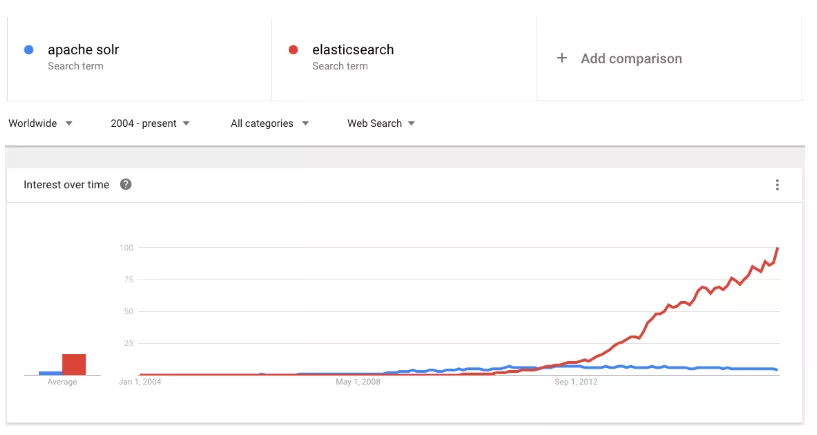 apache solr
Search term
elasticsearch
Search term
+ Add comparison
Worldwide
2004 - present
All categories
Web Search
Interest over time ?
100
75
50
25
Average
Jan 1, 2004
May 1, 2008
Sep 1, 2012